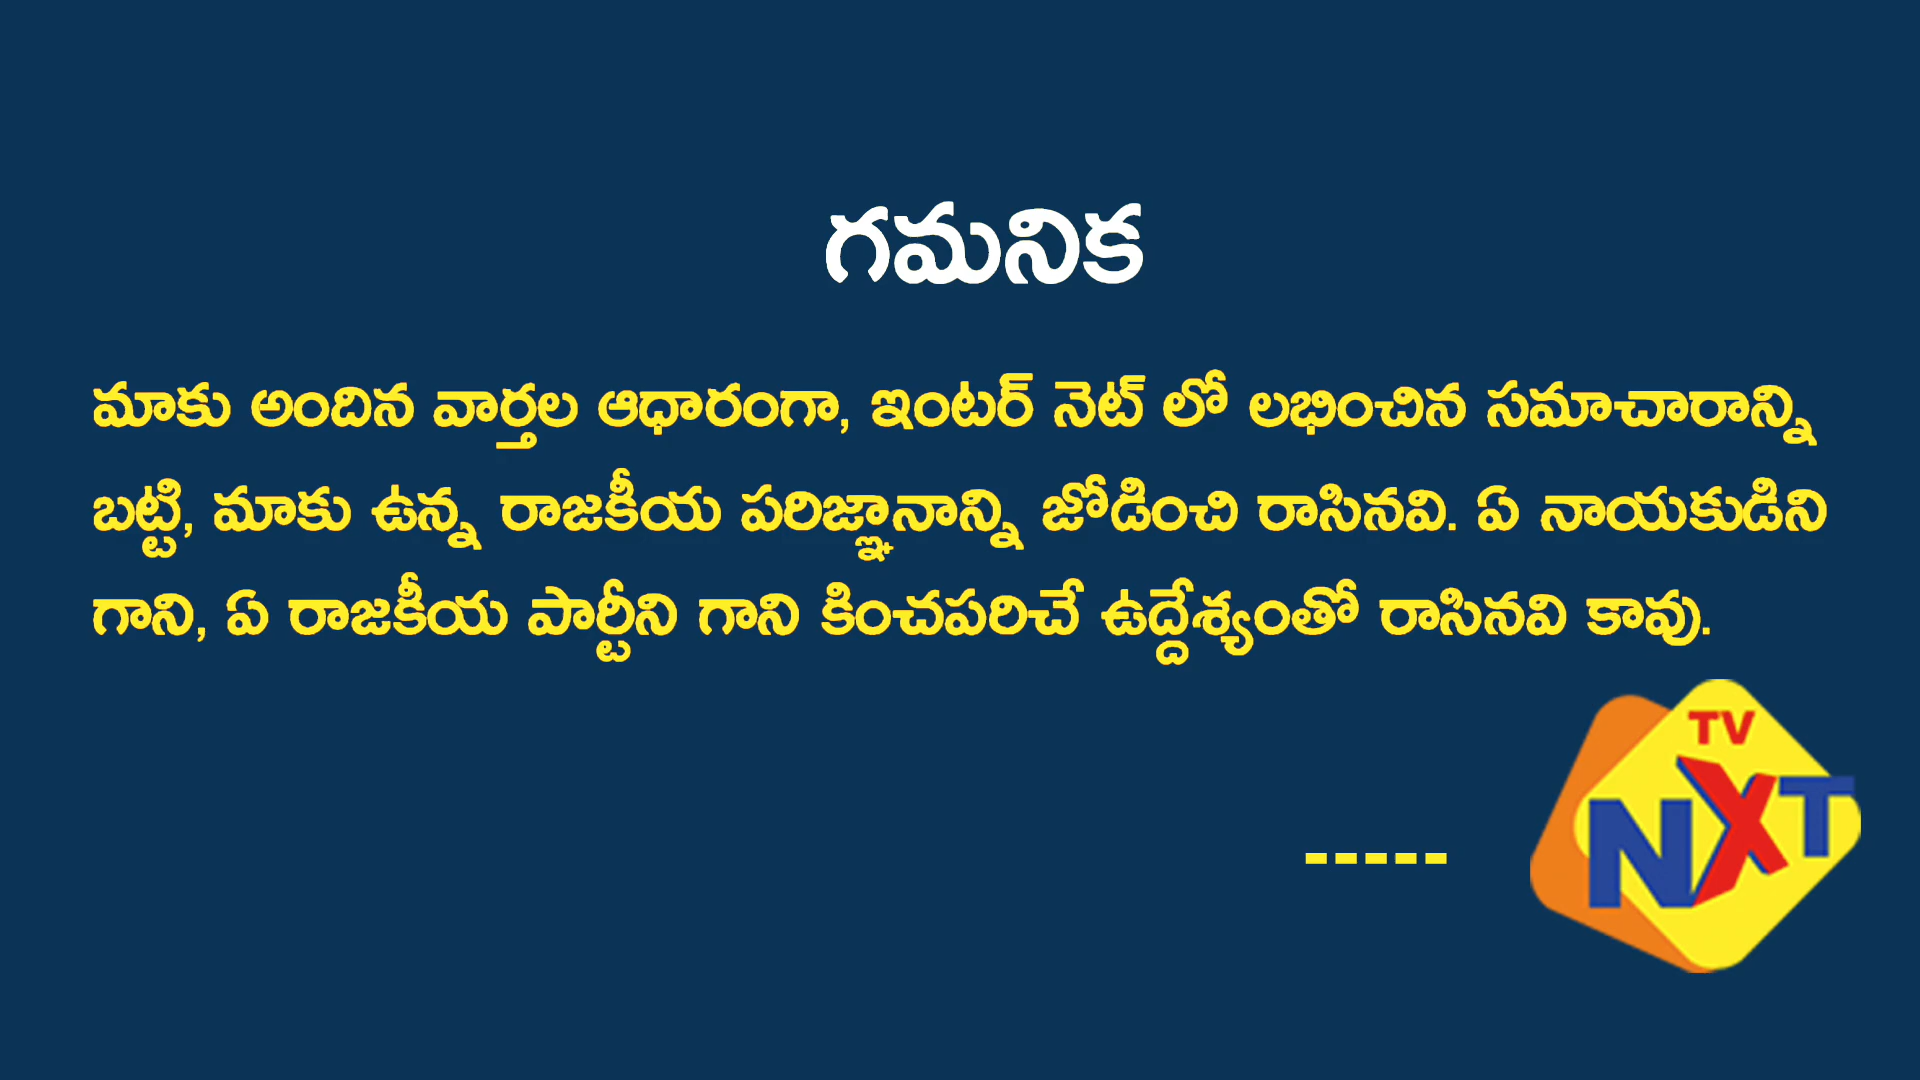 గమనిక
మాకు అందిన వార్తల ఆధారంగా, ఇంటర్ నెట్ లో లభించిన సమాచారాన్ని
బట్టి, మాకు ఉన్న రాజకీయ పరిజ్ఞానాన్ని జోడించి రాసినవి. ఏ నాయకుడిని
గాని, ఏ రాజకీయ పార్టీని గాని కించపరిచే ఉద్దేశ్యంతో రాసినవి కావు.
-----
TV
NXT